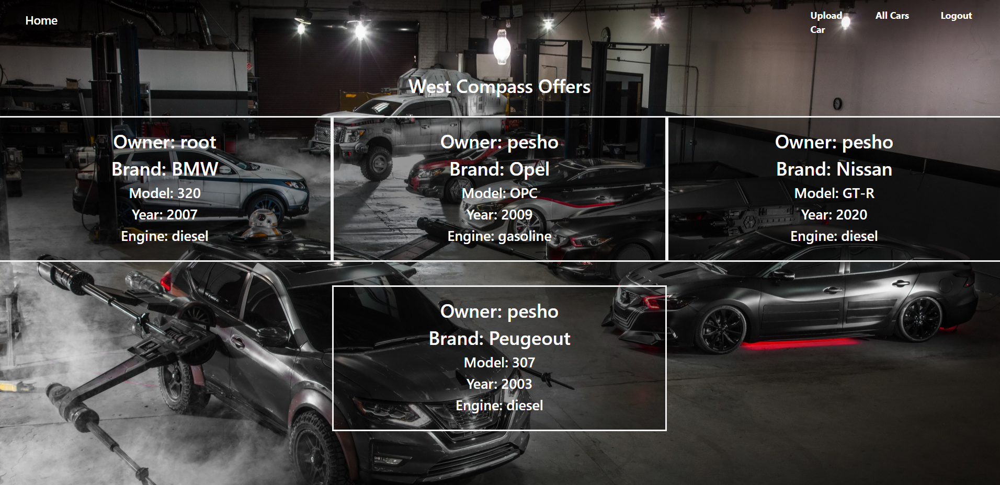 Home
Upload
Car
All Cars
Logout
West Compass Offers
Owner: root
Brand: BMW
Model: 320
Year: 2007
Engine: diesel
Owner: pesho
Brand: Opel
Model: OPC
Year: 2009
Engine: gasoline
Owner: pesho
Brand: Nissan
Model: GT-R
Year: 2020
Engine: diesel
Owner: pesho
Brand: Peugeout
Model: 307
Year: 2003
Engine: diesel